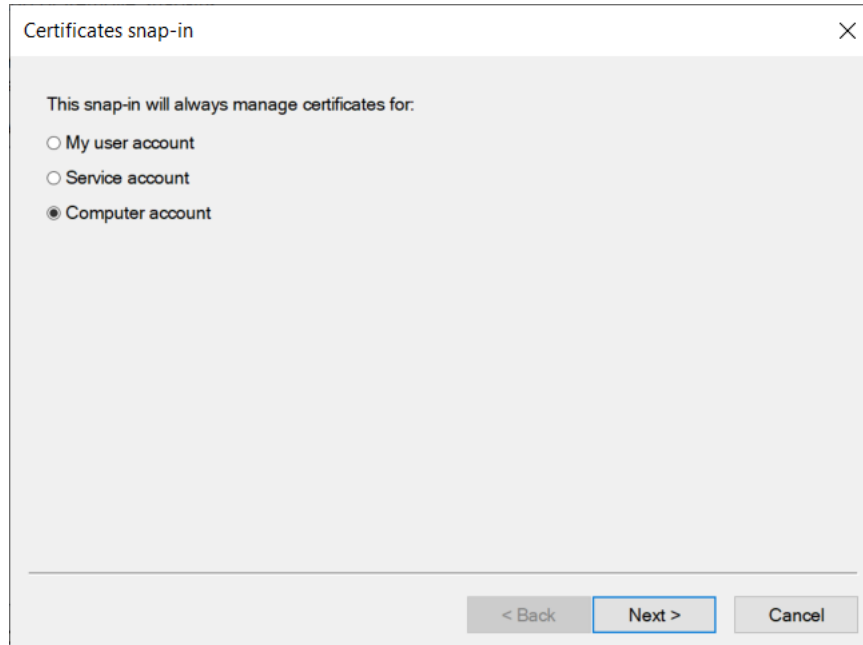 Certificates snap-in
This snap-in will always manage certificates for:
My user account
Service account
Computer account
< Back
Next >
Cancel